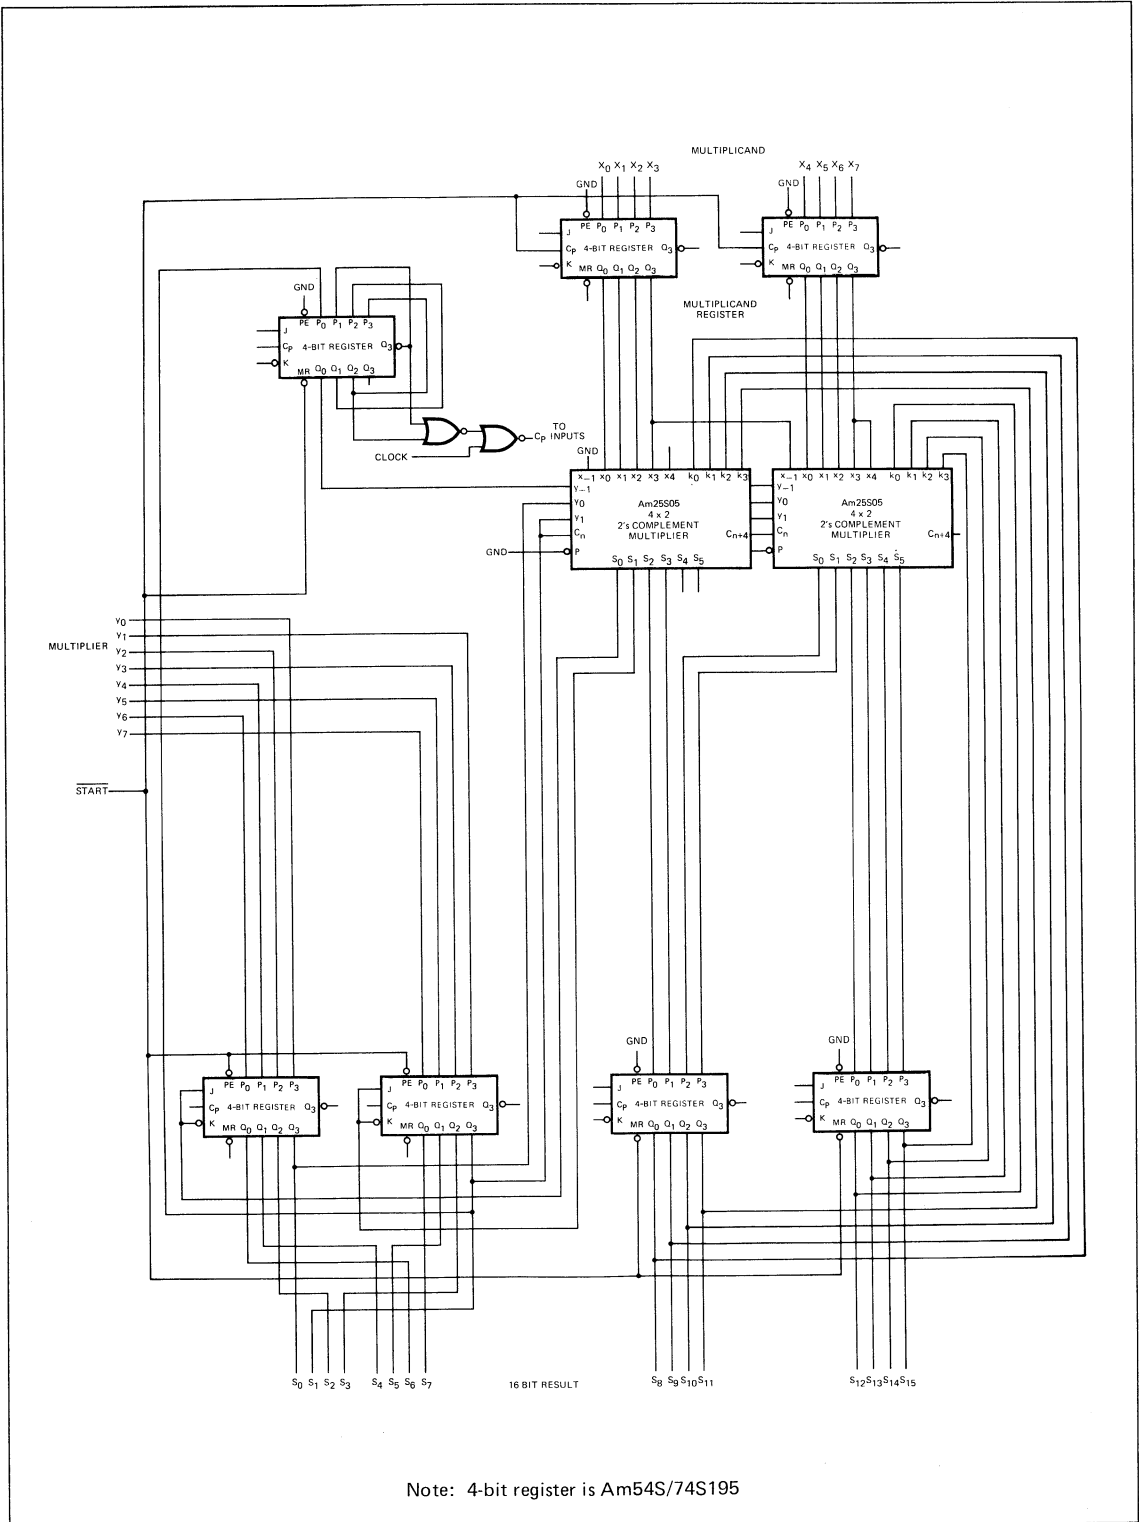 MULTIPLICAND
X0 X1 X2 X3
X4 X5 X6 X7
GND
GND
PE P0 P1 P2 P3
J
CP 4-BIT REGISTER Q3
K
MR Q0 Q1 Q2 Q3
PE P0 P1 P2 P3
J
CP 4-BIT REGISTER Q3
K
MR Q0 Q1 Q2 Q3
MULTIPLICAND
REGISTER
GND
PE P0 P1 P2 P3
J
CP 4-BIT REGISTER Q3
K
MR Q0 Q1 Q2 Q3
CLOCK
CP TO
INPUTS
GND
x-1 x0 x1 x2 x3 x4 k0 k1 k2 k3
y-1
y0
y1
Cn
P
Am25S05
4 x 2
2's COMPLEMENT
MULTIPLIER
Cn+4
S0 S1 S2 S3 S4 S5
GND
x-1 x0 x1 x2 x3 x4 k0 k1 k2 k3
y-1
y0
y1
Cn
P
Am25S05
4 x 2
2's COMPLEMENT
MULTIPLIER
Cn+4
S0 S1 S2 S3 S4 S5
MULTIPLIER
y0
y1
y2
y3
y4
y5
y6
y7
START
PE P0 P1 P2 P3
J
CP 4-BIT REGISTER Q3
K
MR Q0 Q1 Q2 Q3
PE P0 P1 P2 P3
J
CP 4-BIT REGISTER Q3
K
MR Q0 Q1 Q2 Q3
GND
PE P0 P1 P2 P3
J
CP 4-BIT REGISTER Q3
K
MR Q0 Q1 Q2 Q3
GND
PE P0 P1 P2 P3
J
CP 4-BIT REGISTER Q3
K
MR Q0 Q1 Q2 Q3
S0 S1 S2 S3 S4 S5 S6 S7
16 BIT RESULT
S8 S9 S10 S11
S12 S13 S14 S15
Note: 4-bit register is Am54S/74S195